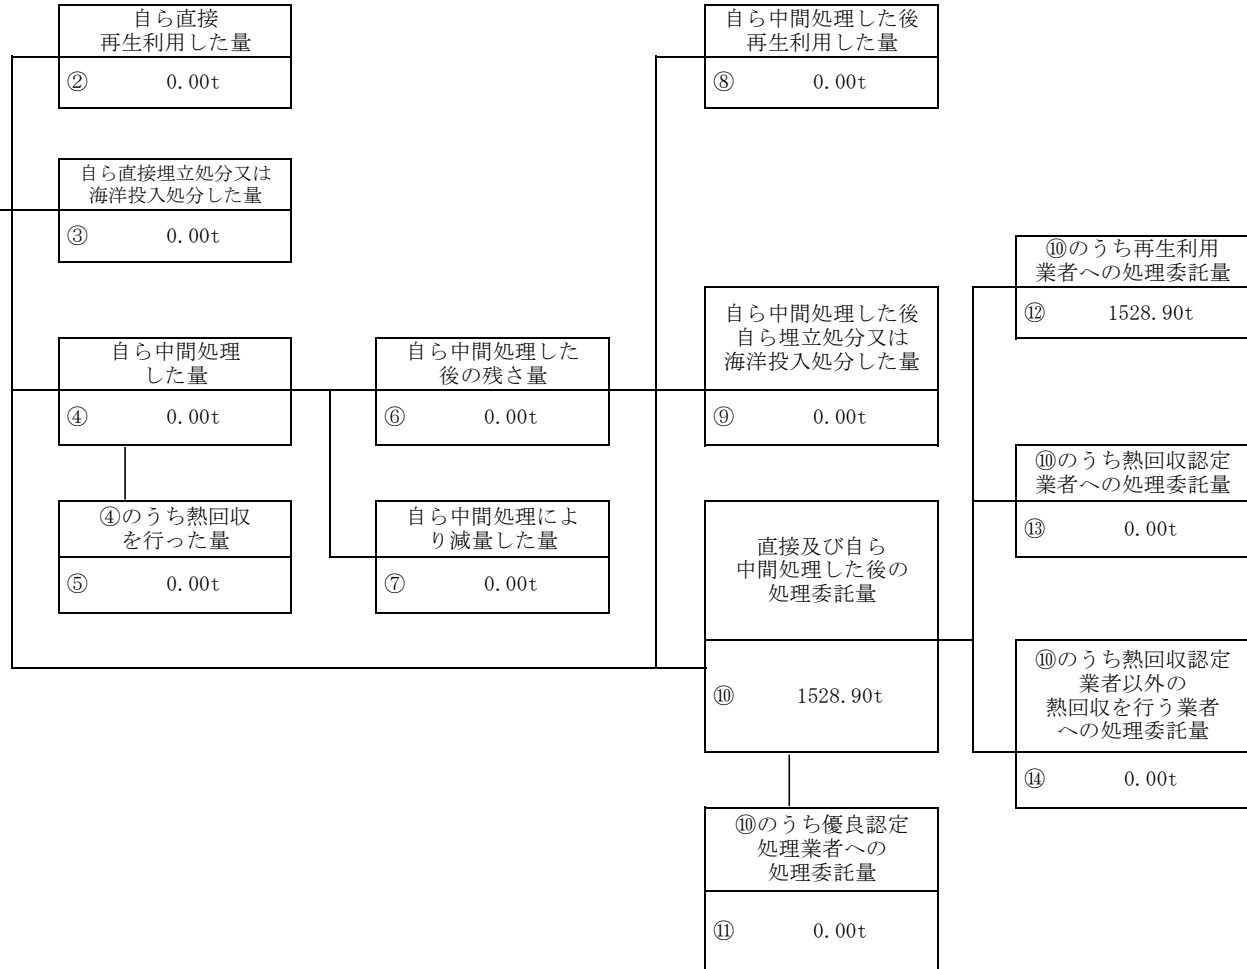 自ら直接
再生利用した量
② 0.00t
自ら中間処理した後
再生利用した量
⑧ 0.00t
自ら直接埋立処分又は
海洋投入処分した量
③ 0.00t
⑩のうち再生利用
業者への処理委託量
⑫ 1528.90t
自ら中間処理
した量
④ 0.00t
自ら中間処理した
後の残さ量
⑥ 0.00t
自ら中間処理した後
自ら埋立処分又は
海洋投入処分した量
⑨ 0.00t
⑩のうち熱回収認定
業者への処理委託量
⑬ 0.00t
④のうち熱回収
を行った量
⑤ 0.00t
自ら中間処理によ
り減量した量
⑦ 0.00t
直接及び自ら
中間処理した後の
処理委託量
⑩ 1528.90t
⑩のうち熱回収認定
業者以外の
熱回収を行う業者
への処理委託量
⑭ 0.00t
⑩のうち優良認定
処理業者への
処理委託量
⑪ 0.00t